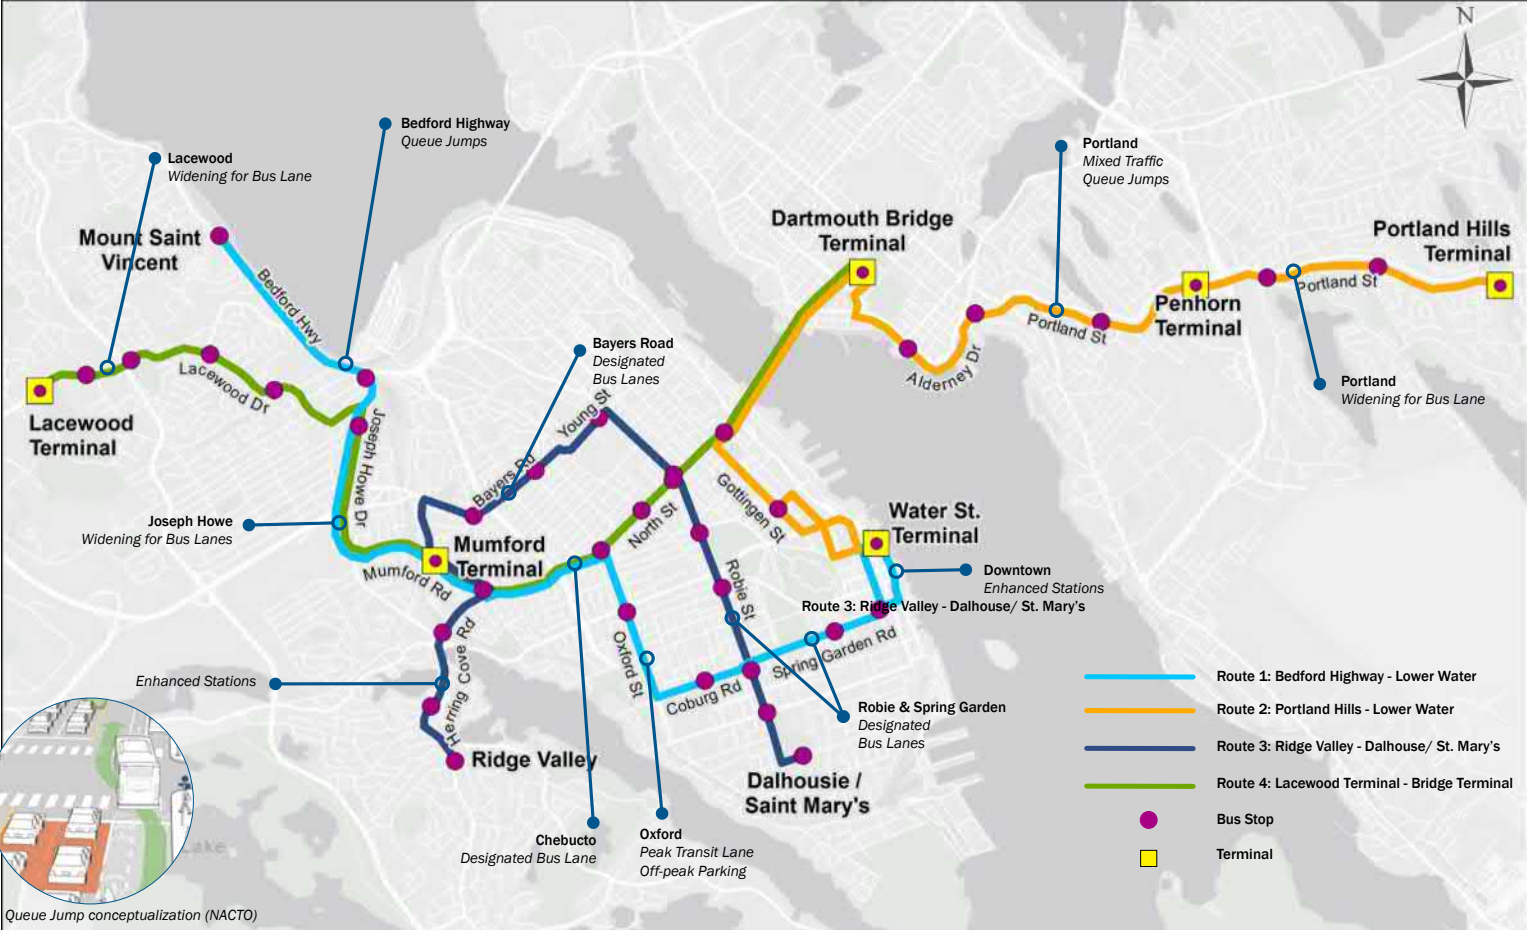 N
Bedford Highway
Queue Jumps
Lacewood
Widening for Bus Lane
Portland
Mixed Traffic
Queue Jumps
Mount Saint
Vincent
Dartmouth Bridge
Terminal
Portland Hills
Terminal
Bedford Hwy
Portland St
Penhorn
Terminal
Portland St
Alderney Dr
Bayers Road
Designated
Bus Lanes
Lacewood Dr
Young St
Portland
Widening for Bus Lane
Lacewood
Terminal
Joseph Howe Dr
Bayers Rd
Gottingen St
Water St.
Terminal
Joseph Howe
Widening for Bus Lanes
North St
Mumford
Terminal
Mumford Rd
Downtown
Enhanced Stations
Robie St
Route 3: Ridge Valley - Dalhouse/ St. Mary's
Herring Cove Rd
Oxford St
Spring Garden Rd
Coburg Rd
Enhanced Stations
Robie & Spring Garden
Designated
Bus Lanes
Ridge Valley
Dalhousie /
Saint Mary's
Chebucto
Designated Bus Lane
Oxford
Peak Transit Lane
Off-peak Parking
Lake
Queue Jump conceptualization (NACTO)
Route 1: Bedford Highway - Lower Water
Route 2: Portland Hills - Lower Water
Route 3: Ridge Valley - Dalhouse/ St. Mary's
Route 4: Lacewood Terminal - Bridge Terminal
Bus Stop
Terminal